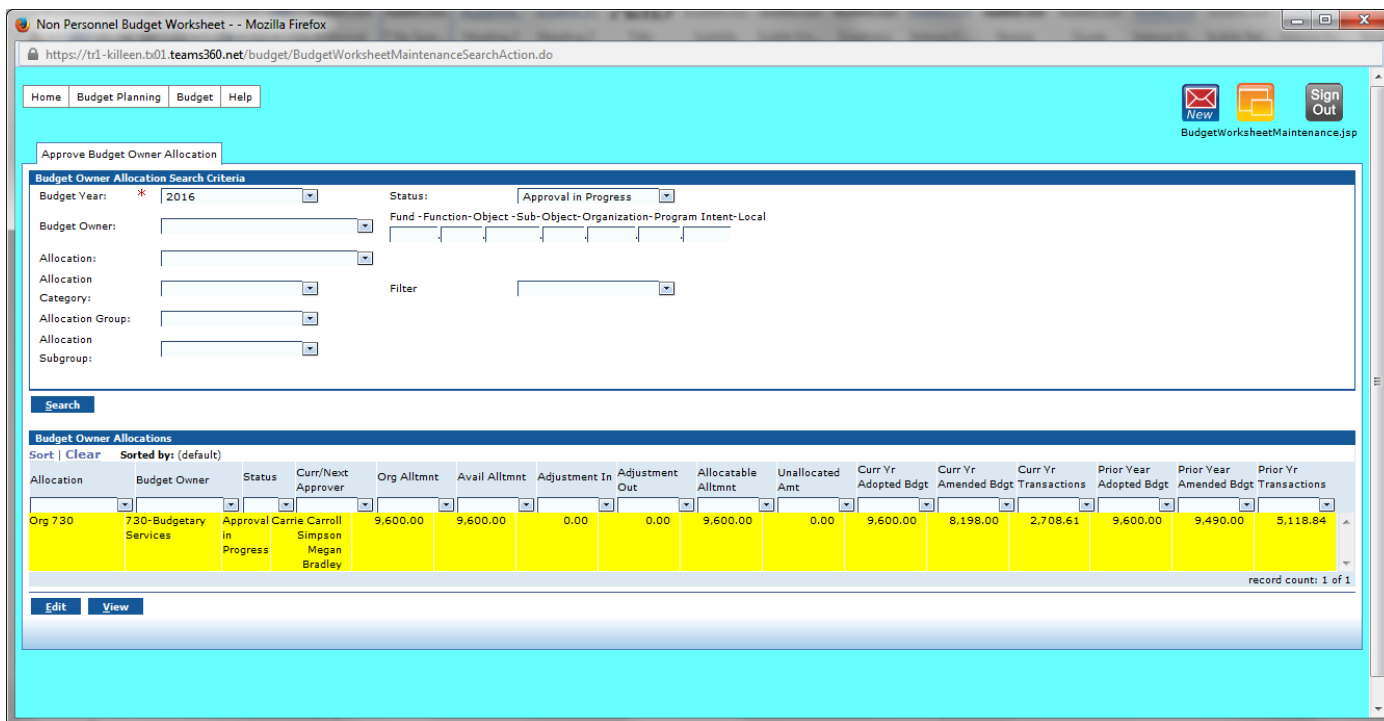 Non Personnel Budget Worksheet - - Mozilla Firefox
https://tr1-killeen.tx01.teams360.net/budget/BudgetWorksheetMaintenanceSearchAction.do
Home Budget Planning Budget Help
New Sign Out
BudgetWorksheetMaintenance.jsp
Approve Budget Owner Allocation
Budget Owner Allocation Search Criteria
Budget Year: * 2016 Status: Approval in Progress
Fund -Function-Object -Sub-Object-Organization-Program Intent-Local
Budget Owner: . . . . . .
Allocation:
Allocation Category: Filter
Allocation Group:
Allocation Subgroup:
Search
Budget Owner Allocations
Sort | Clear Sorted by: (default)
Allocation Budget Owner Status Curr/Next Approver Org Alltmnt Avail Alltmnt Adjustment In Adjustment Out Allocatable Alltmnt Unallocated Amt Curr Yr Adopted Bdgt Curr Yr Amended Bdgt Curr Yr Transactions Prior Year Adopted Bdgt Prior Year Amended Bdgt Prior Yr Transactions
Org 730 730-Budgetary Services Approval in Progress Carrie Carroll Simpson Megan Bradley 9,600.00 9,600.00 0.00 0.00 9,600.00 0.00 9,600.00 8,198.00 2,708.61 9,600.00 9,490.00 5,118.84
record count: 1 of 1
Edit View